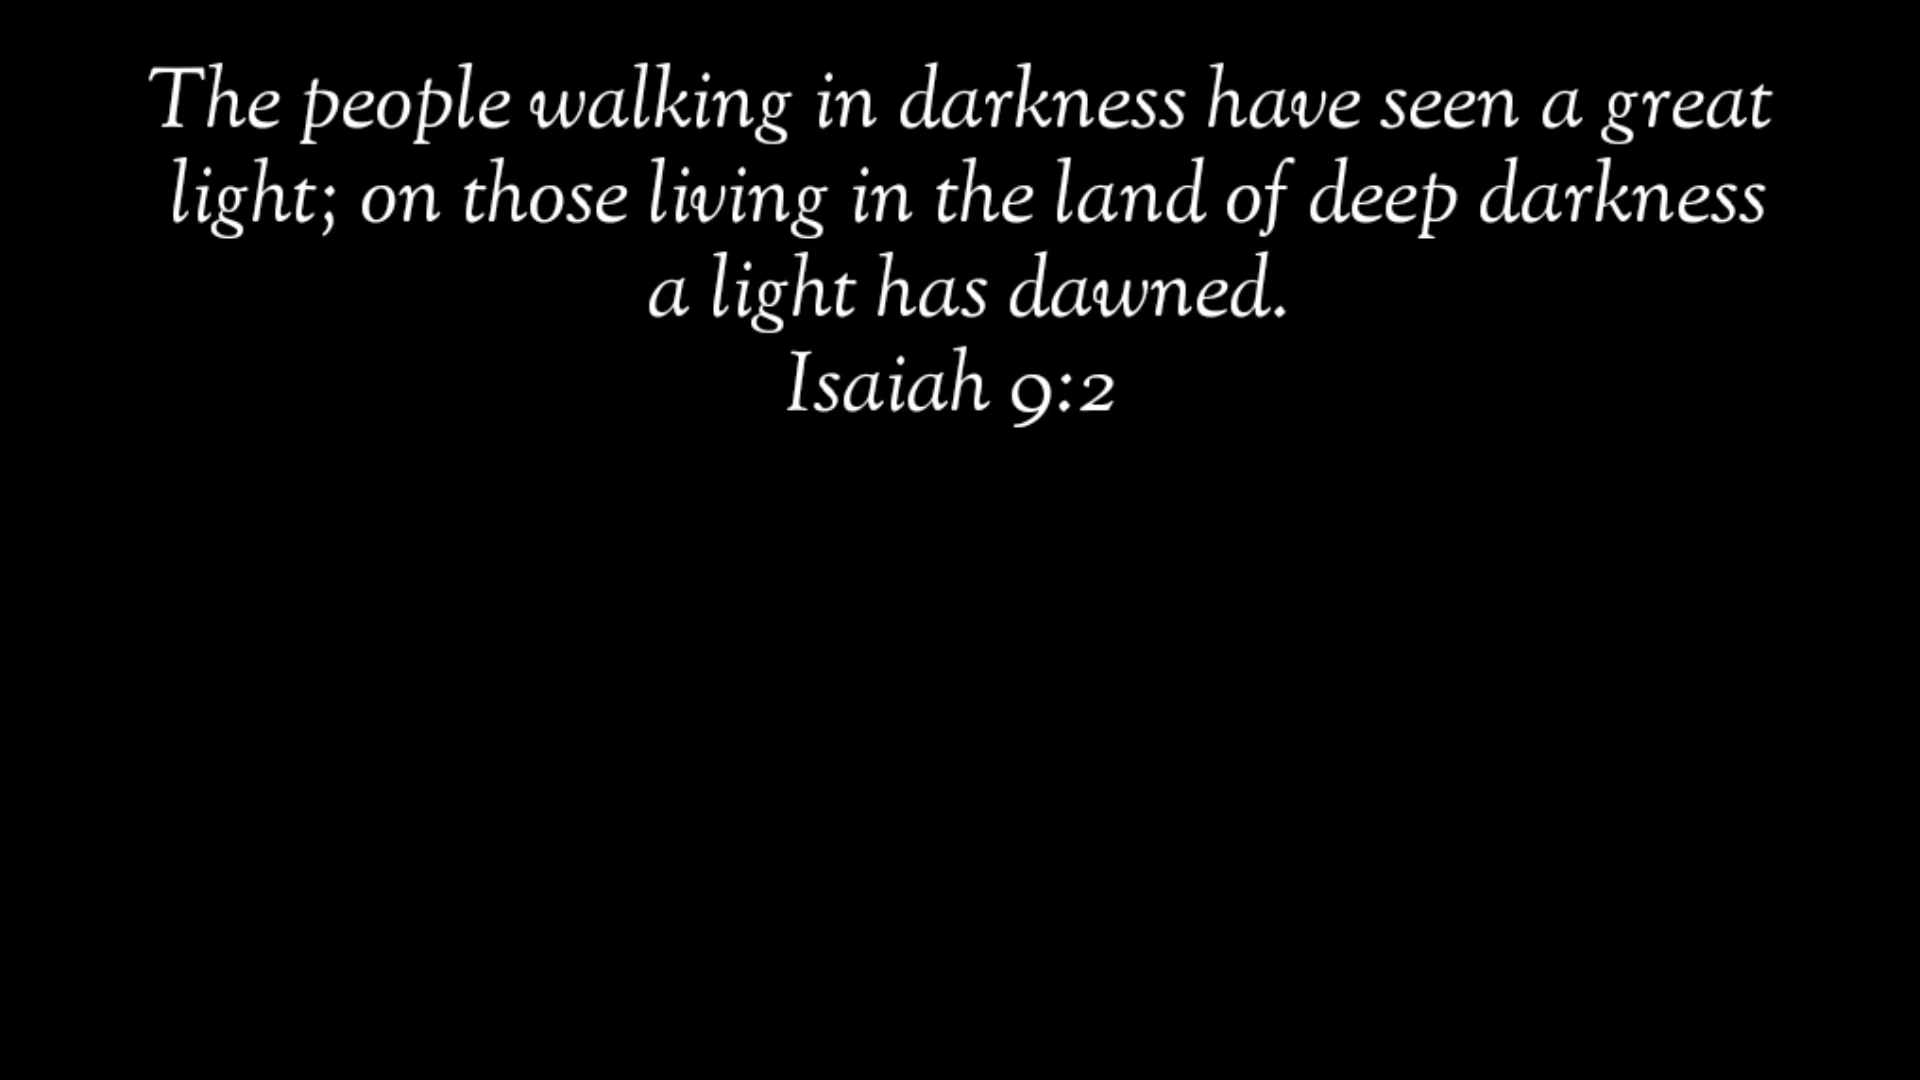 The people walking in darkness have seen a great
light; on those living in the land of deep darkness
a light has dawned.
Isaiah 9:2